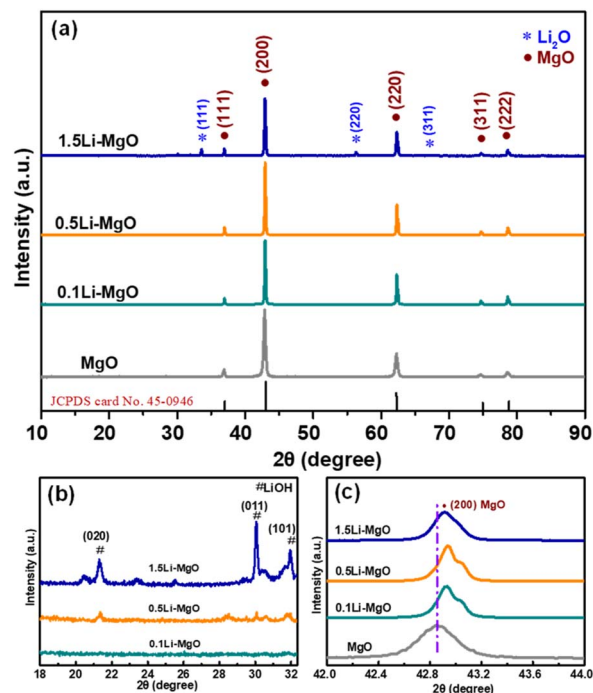 (a)
* Li₂O
● MgO
* (111)
● (111)
● (200)
* (220)
● (220)
* (311)
● (311)
● (222)
1.5Li-MgO
0.5Li-MgO
0.1Li-MgO
MgO
JCPDS card No. 45-0946
Intensity (a.u.)
10 20 30 40 50 60 70 80 90
2θ (degree)
(b)
#LiOH
(020)
#
(011)
#
(101)
#
1.5Li-MgO
0.5Li-MgO
0.1Li-MgO
Intensity (a.u.)
18 20 22 24 26 28 30 32
2θ (degree)
(c)
• (200) MgO
1.5Li-MgO
0.5Li-MgO
0.1Li-MgO
MgO
Intensity (a.u.)
42.0 42.4 42.8 43.2 43.6 44.0
2θ (degree)